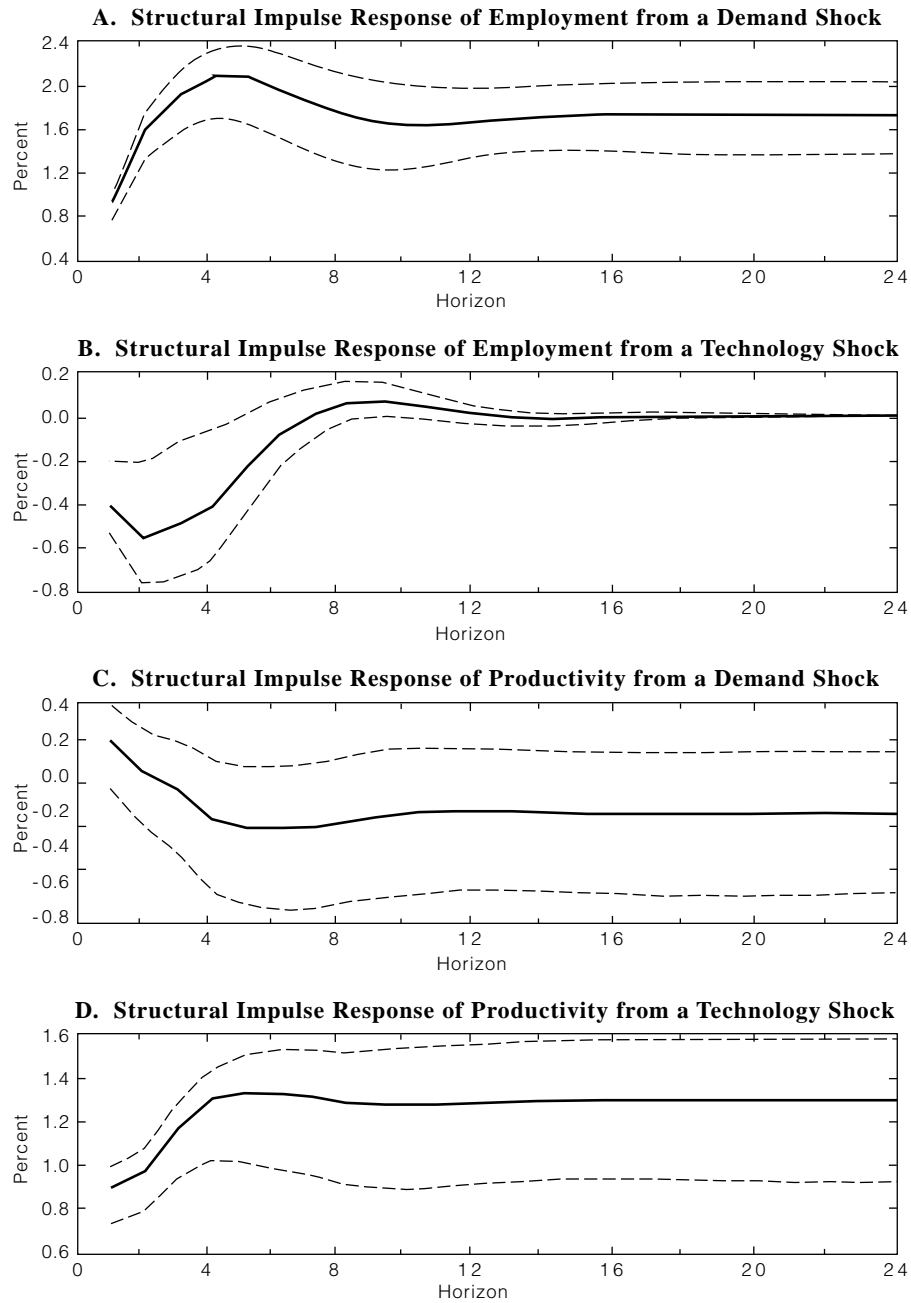 A. Structural Impulse Response of Employment from a Demand Shock
2.4
2.0
1.6
1.2
0.8
0.4
Percent
0 4 8 12 16 20 24
Horizon
B. Structural Impulse Response of Employment from a Technology Shock
0.2
0.0
-0.2
-0.4
-0.6
-0.8
Percent
0 4 8 12 16 20 24
Horizon
C. Structural Impulse Response of Productivity from a Demand Shock
0.4
0.2
0.0
-0.2
-0.4
-0.6
-0.8
Percent
0 4 8 12 16 20 24
Horizon
D. Structural Impulse Response of Productivity from a Technology Shock
1.6
1.4
1.2
1.0
0.8
0.6
Percent
0 4 8 12 16 20 24
Horizon